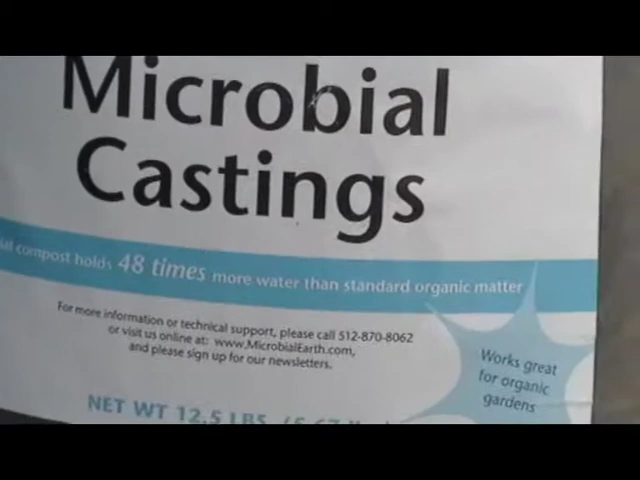 Microbial
Castings
compost holds 48 times more water than standard organic matter
For more information or technical support, please call 512-870-8062
or visit us online at: www.MicrobialEarth.com,
and please sign up for our newsletters.
Works great
for organic
gardens
NET WT 12.5 LBS